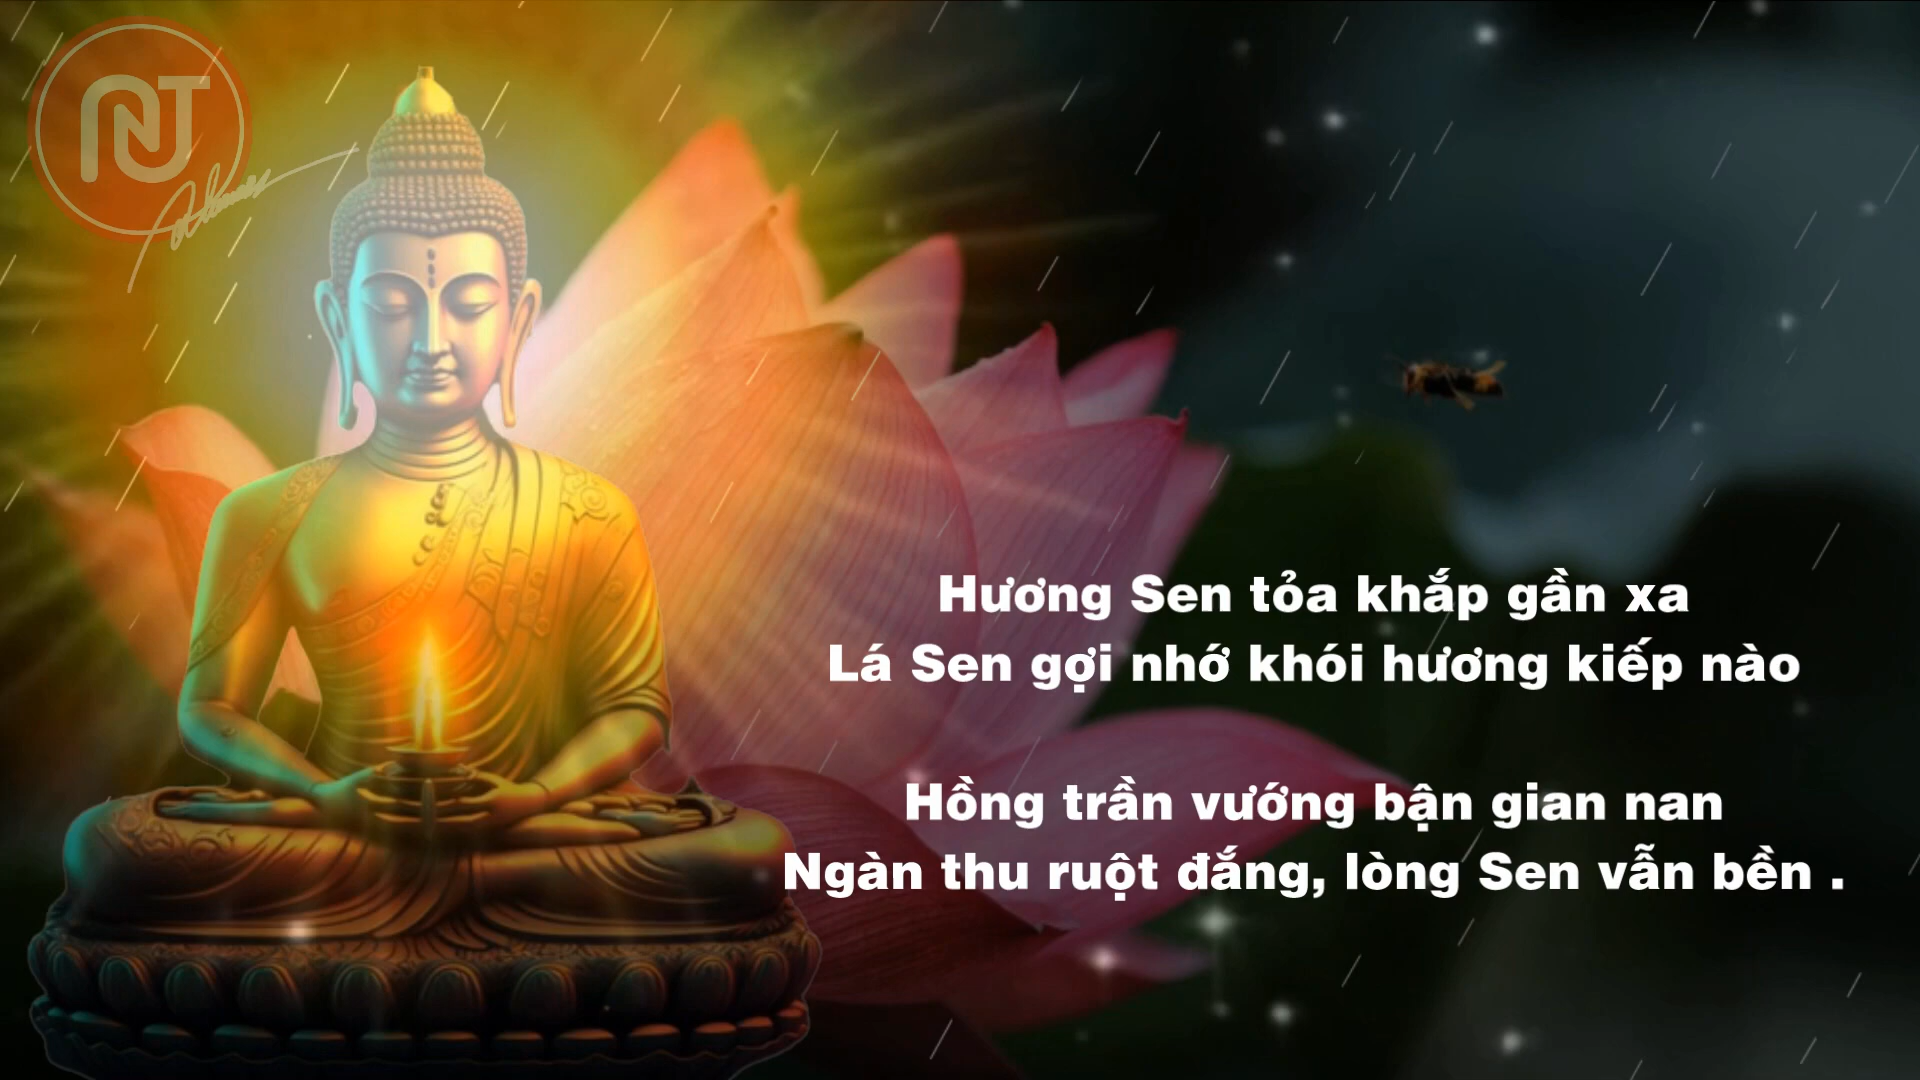 NT
Hương Sen tỏa khắp gần xa
Lá Sen gợi nhớ khói hương kiếp nào
Hồng trần vướng bận gian nan
Ngàn thu ruột đắng, lòng Sen vẫn bền .